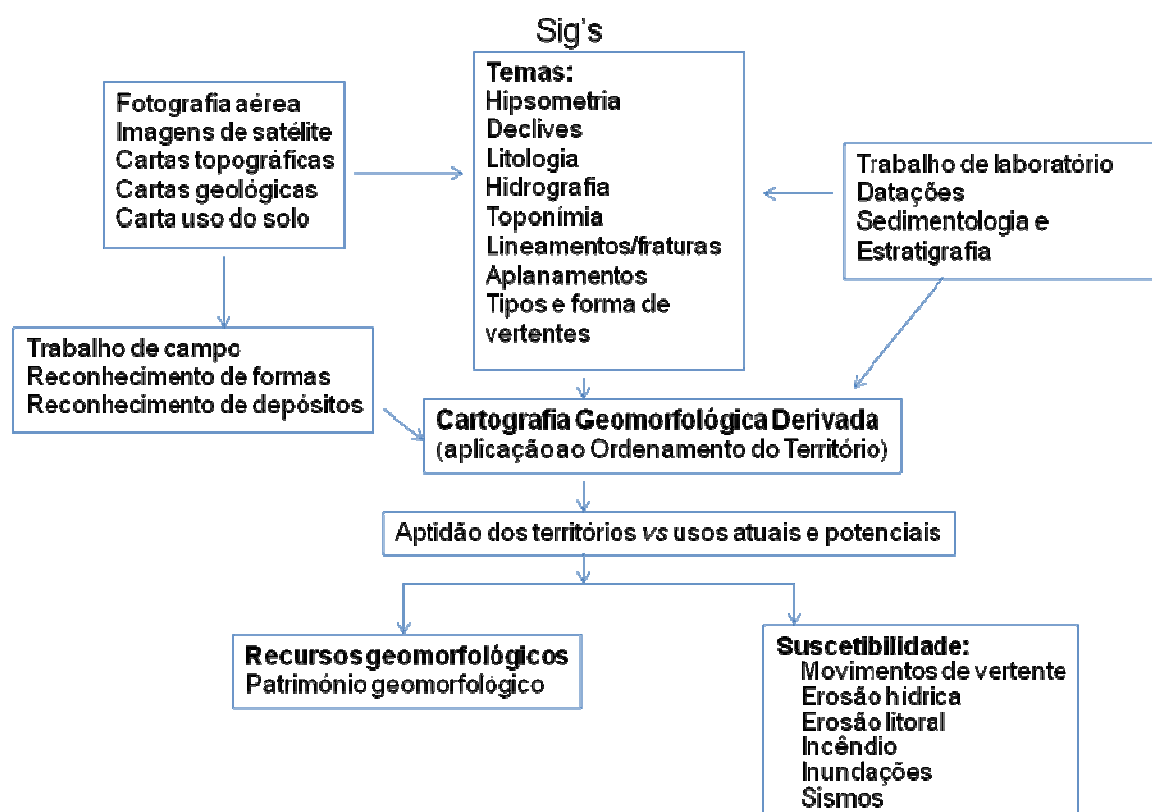 Sig's
Fotografia aérea
Imagens de satélite
Cartas topográficas
Cartas geológicas
Carta uso do solo
Temas:
Hipsometria
Declives
Litologia
Hidrografia
Toponímia
Lineamentos/fraturas
Aplanamentos
Tipos e forma de
vertentes
Trabalho de laboratório
Datações
Sedimentologia e
Estratigrafia
Trabalho de campo
Reconhecimento de formas
Reconhecimento de depósitos
Cartografia Geomorfológica Derivada
(aplicação ao Ordenamento do Território)
Aptidão dos territórios vs usos atuais e potenciais
Recursos geomorfológicos
Património geomorfológico
Suscetibilidade:
Movimentos de vertente
Erosão hídrica
Erosão litoral
Incêndio
Inundações
Sismos